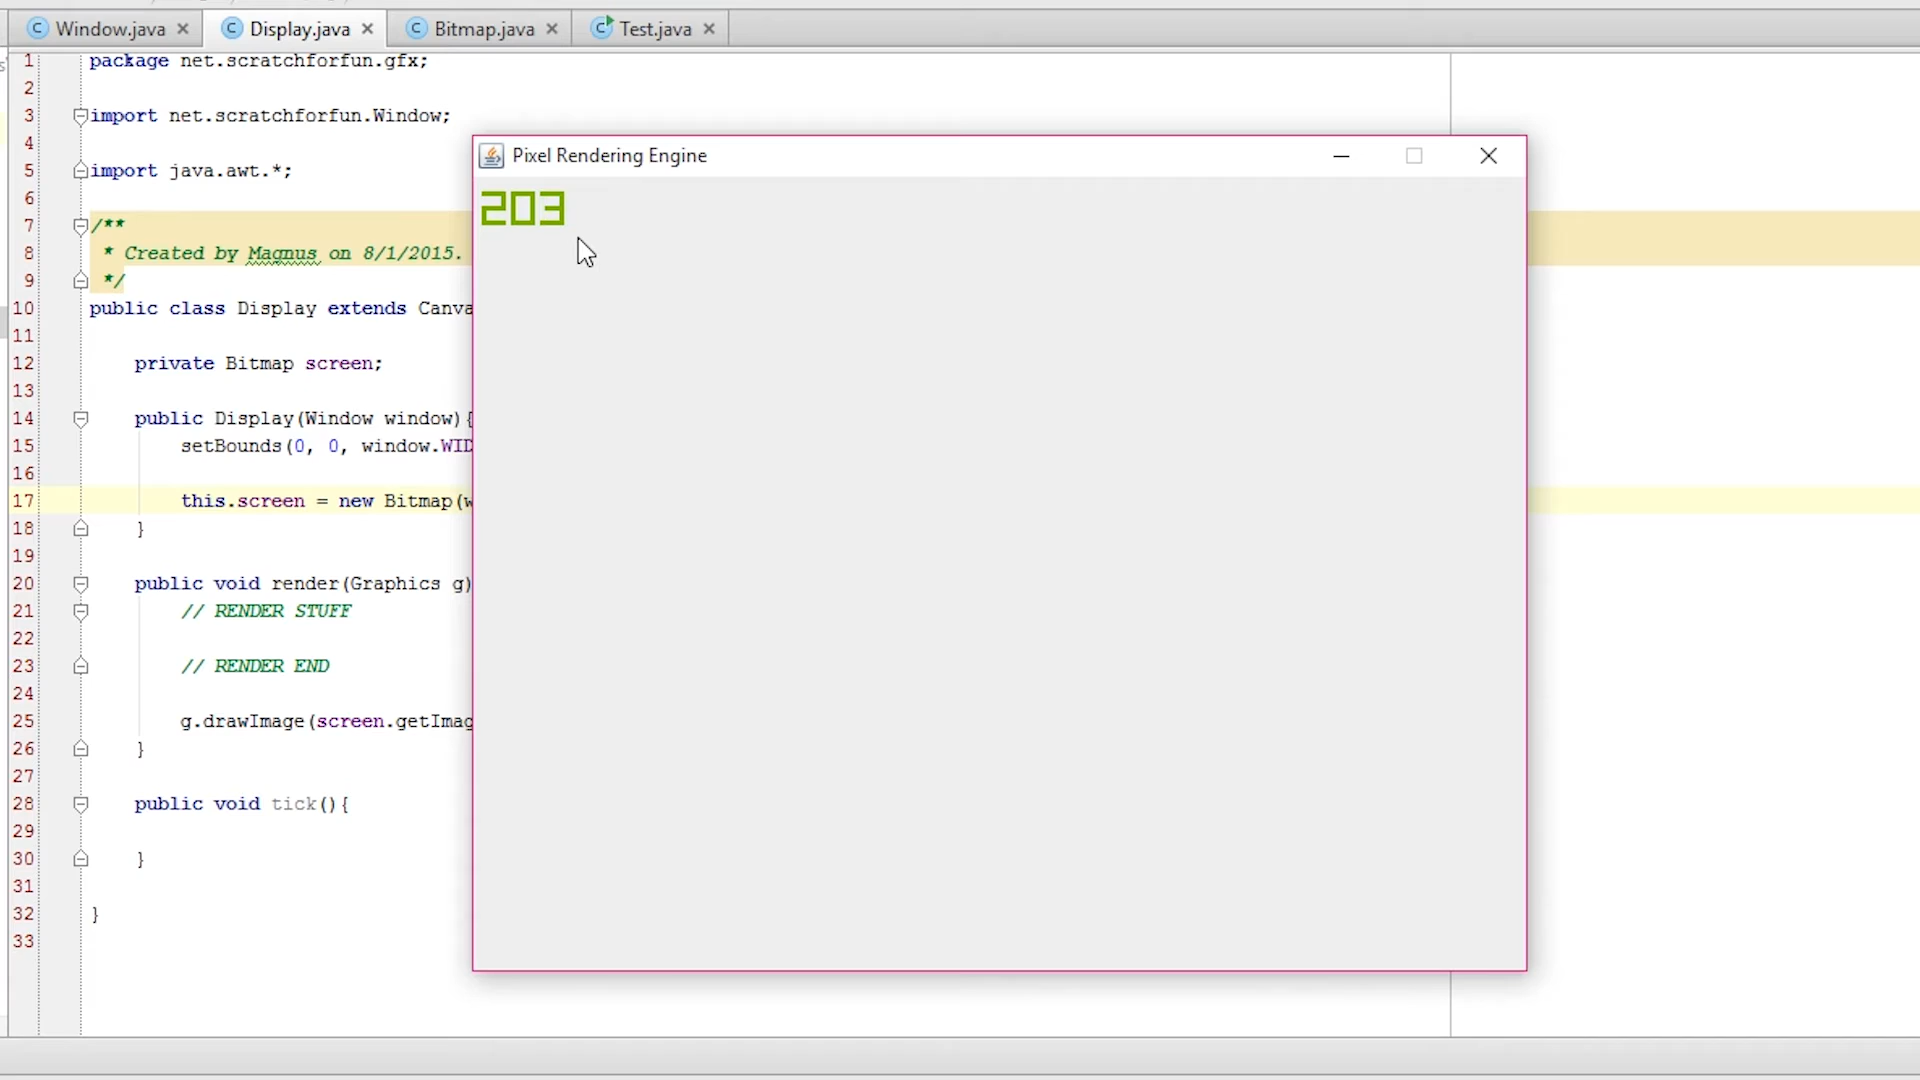 Window.java
Display.java
Bitmap.java
Test.java
1 package net.scratchforfun.gfx;
2
3 import net.scratchforfun.Window;
4
5 import java.awt.*;
6
7 /**
8 * Created by Magnus on 8/1/2015.
9 */
10 public class Display extends Canva
11
12 private Bitmap screen;
13
14 public Display(Window window){
15 setBounds(0, 0, window.WID
16
17 this.screen = new Bitmap(w
18 }
19
20 public void render(Graphics g)
21 // RENDER STUFF
22
23 // RENDER END
24
25 g.drawImage(screen.getImag
26 }
27
28 public void tick(){
29
30 }
31
32 }
33
Pixel Rendering Engine
203